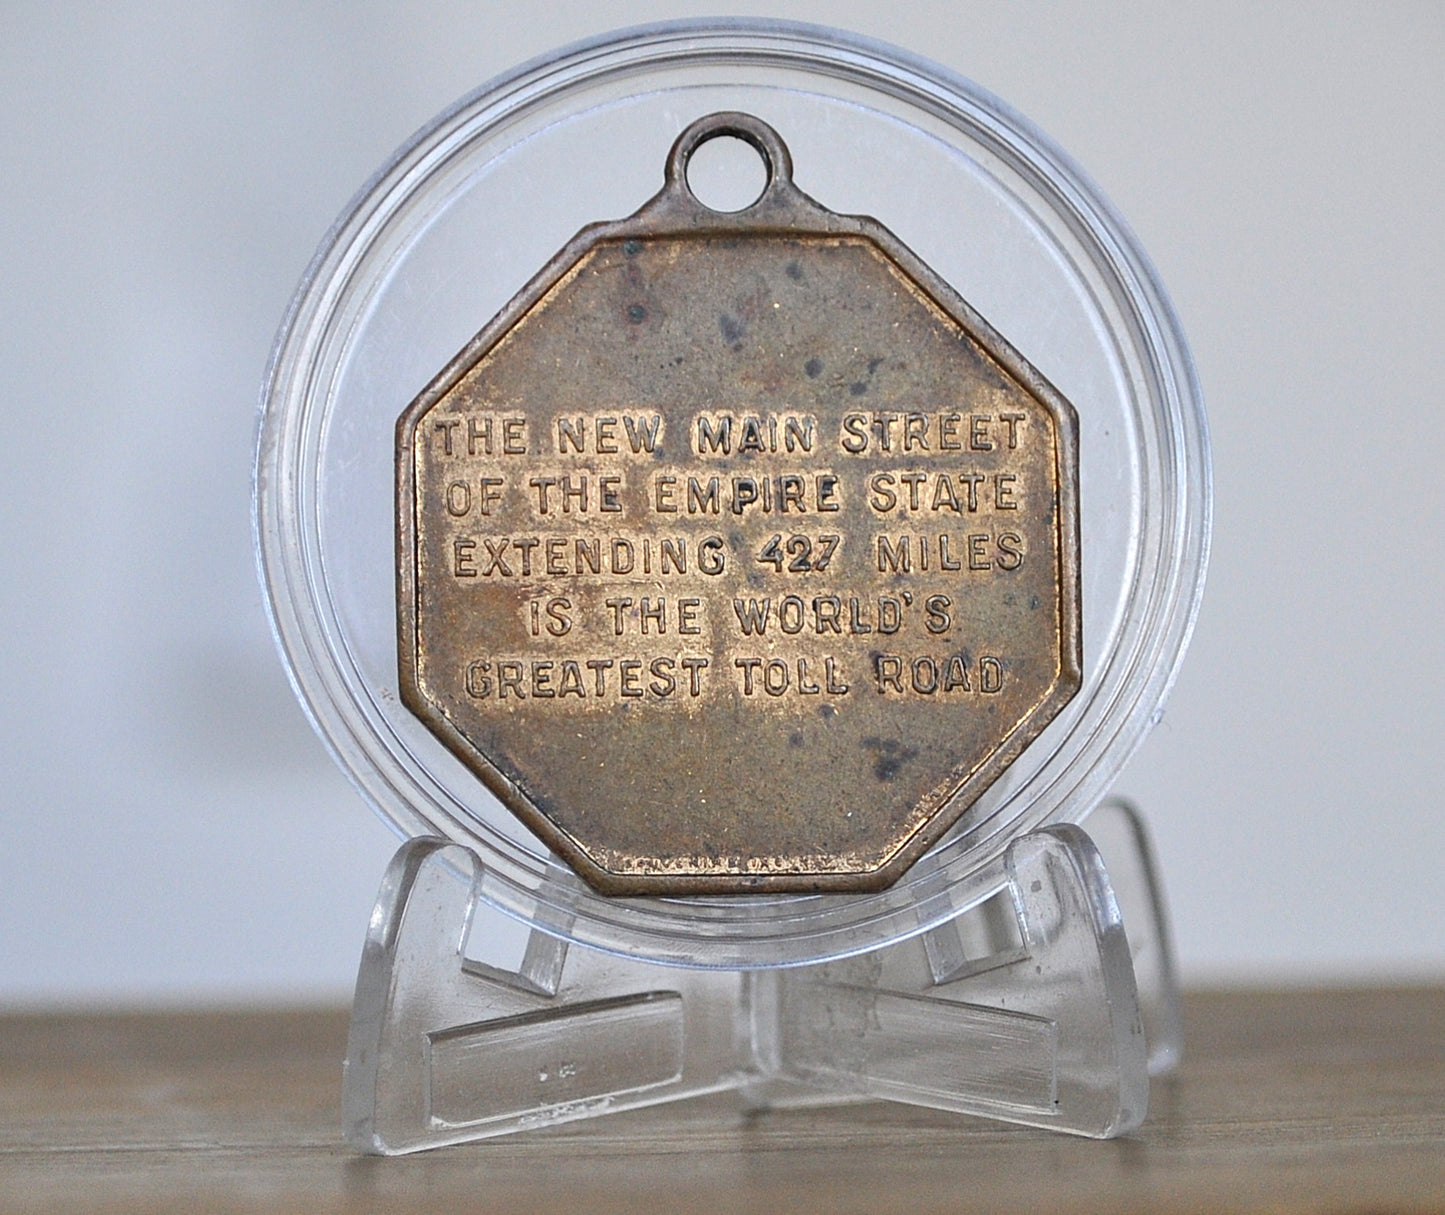 THE NEW MAIN STREET
OF THE EMPIRE STATE
EXTENDING 427 MILES
IS THE WORLD'S
GREATEST TOLL ROAD